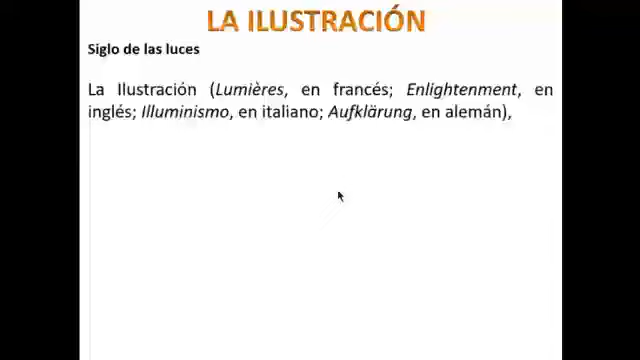 LA ILUSTRACIÓN
Siglo de las luces
La Ilustración (Lumières, en francés; Enlightenment, en
inglés; Illuminismo, en italiano; Aufklärung, en alemán),